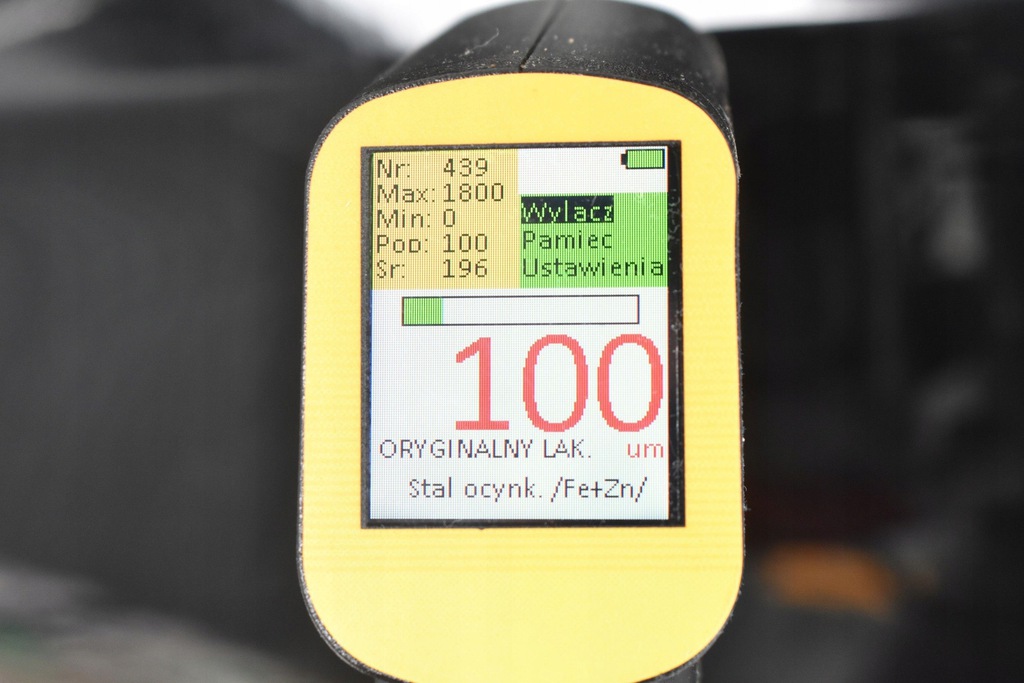 Nr: 439
Max: 1800
Min: 0
Pop: 100
Sr: 196
Wylacz
Pamiec
Ustawienia
100
ORYGINALNY LAK. um
Stal ocynk. /Fe+Zn/